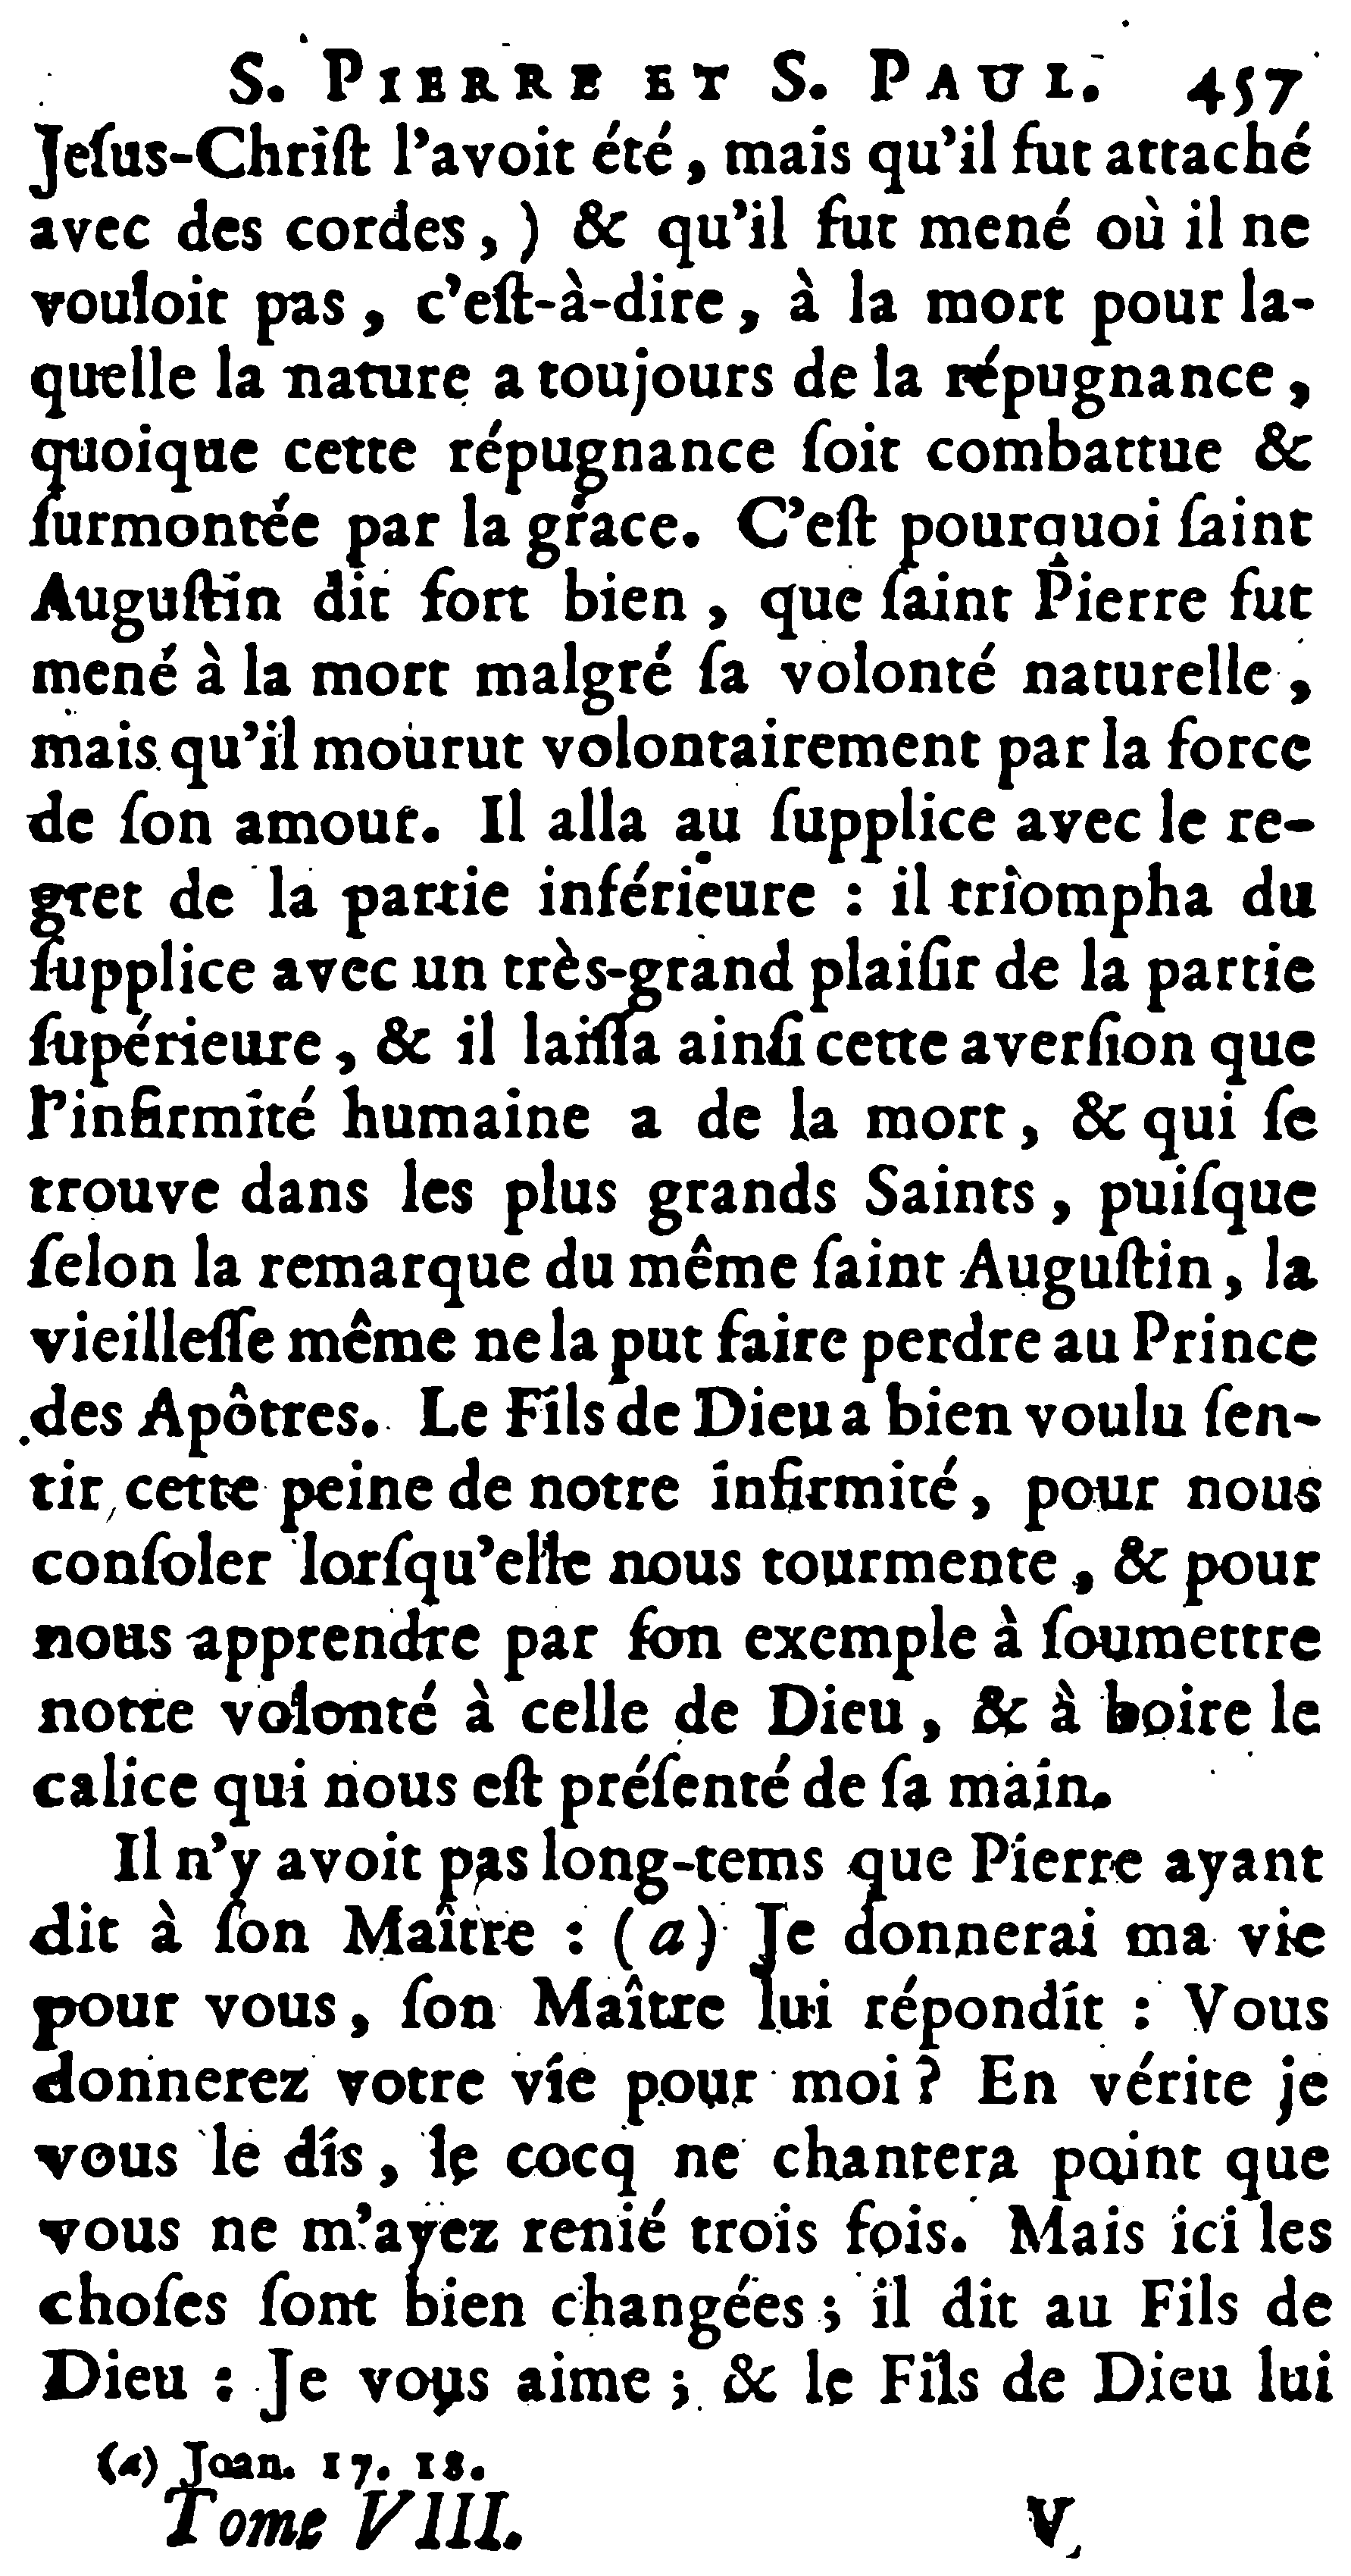 S. PIERRE ET S. PAUL. 457
Jeſus-Chriſt l'avoit été, mais qu'il fut attaché
avec des cordes, ) & qu'il fut mené où il ne
vouloit pas, c'eſt-à-dire, à la mort pour la-
quelle la nature a toujours de la répugnance,
quoique cette répugnance ſoit combattue &
ſurmontée par la grace. C'eſt pourquoi ſaint
Auguſtin dit fort bien, que ſaint Pierre fut
mené à la mort malgré ſa volonté naturelle,
mais qu'il mourut volontairement par la force
de ſon amour. Il alla au ſupplice avec le re-
gret de la partie inférieure : il triompha du
ſupplice avec un très-grand plaiſir de la partie
ſupérieure, & il laiſſa ainſi cette averſion que
l'infirmité humaine a de la mort, & qui ſe
trouve dans les plus grands Saints, puiſque
ſelon la remarque du même ſaint Auguſtin, la
vieilleſſe même ne la put faire perdre au Prince
des Apôtres. Le Fils de Dieu a bien voulu ſen-
tir cette peine de notre infirmité, pour nous
conſoler lorſqu'elle nous tourmente, & pour
nous apprendre par ſon exemple à ſoumettre
notre volonté à celle de Dieu, & à boire le
calice qui nous eſt préſenté de ſa main.
Il n'y avoit pas long-tems que Pierre ayant
dit à ſon Maître : (a) Je donnerai ma vie
pour vous, ſon Maître lui répondit : Vous
donnerez votre vie pour moi ? En vérite je
vous le dis, le cocq ne chantera point que
vous ne m'ayez renié trois fois. Mais ici les
choſes ſont bien changées ; il dit au Fils de
Dieu : Je vous aime ; & le Fils de Dieu lui
(a) Joan. 17. 18.
Tome VIII. V